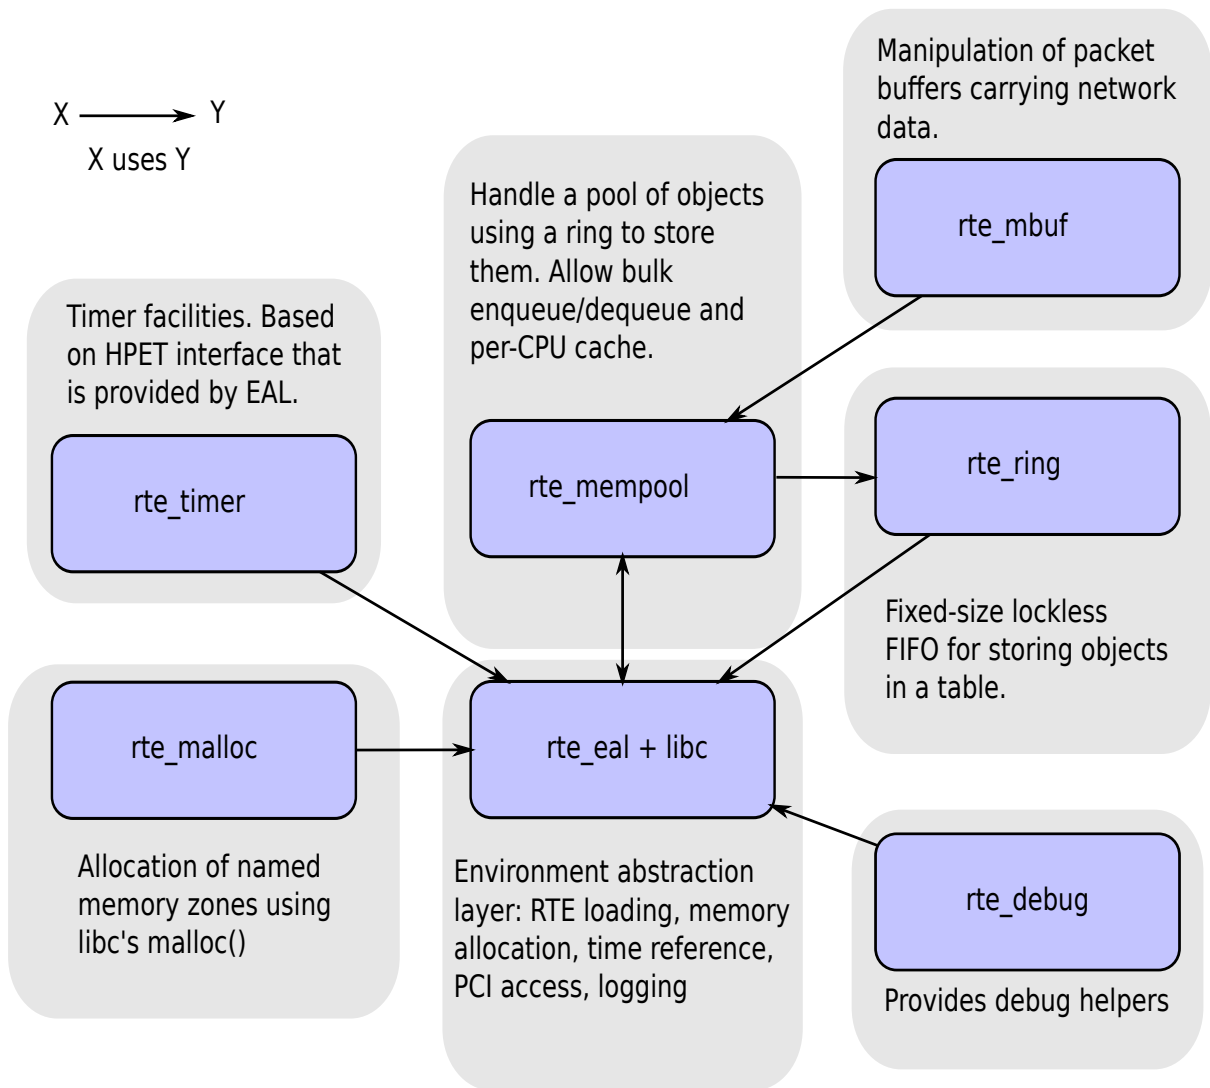 X
Y
X uses Y
Manipulation of packet
buffers carrying network
data.
rte_mbuf
Handle a pool of objects
using a ring to store
them. Allow bulk
enqueue/dequeue and
per-CPU cache.
rte_mempool
Timer facilities. Based
on HPET interface that
is provided by EAL.
rte_timer
rte_ring
Fixed-size lockless
FIFO for storing objects
in a table.
rte_malloc
Allocation of named
memory zones using
libc's malloc()
rte_eal + libc
Environment abstraction
layer: RTE loading, memory
allocation, time reference,
PCI access, logging
rte_debug
Provides debug helpers